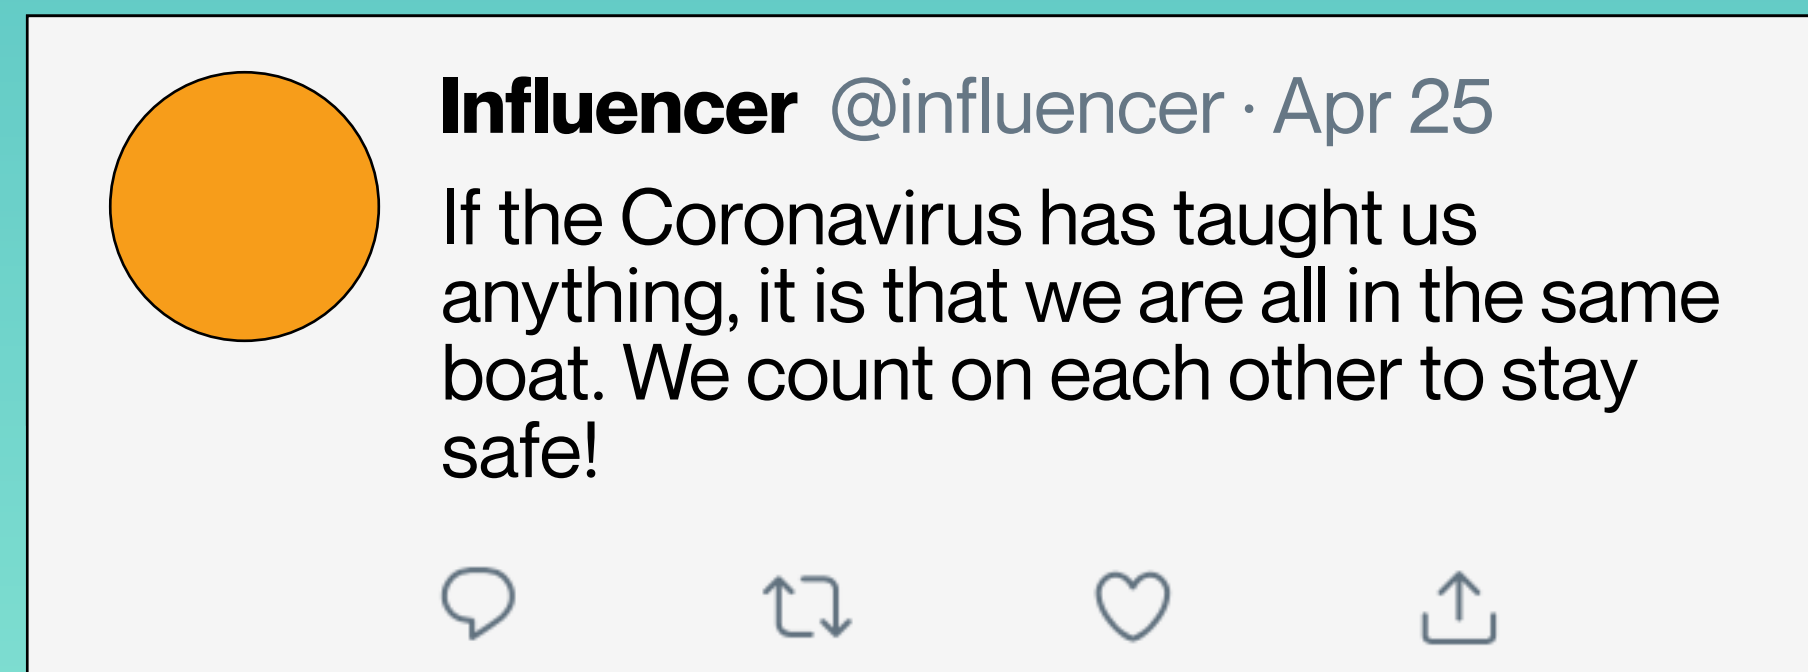 Influencer @influencer · Apr 25
If the Coronavirus has taught us
anything, it is that we are all in the same
boat. We count on each other to stay
safe!